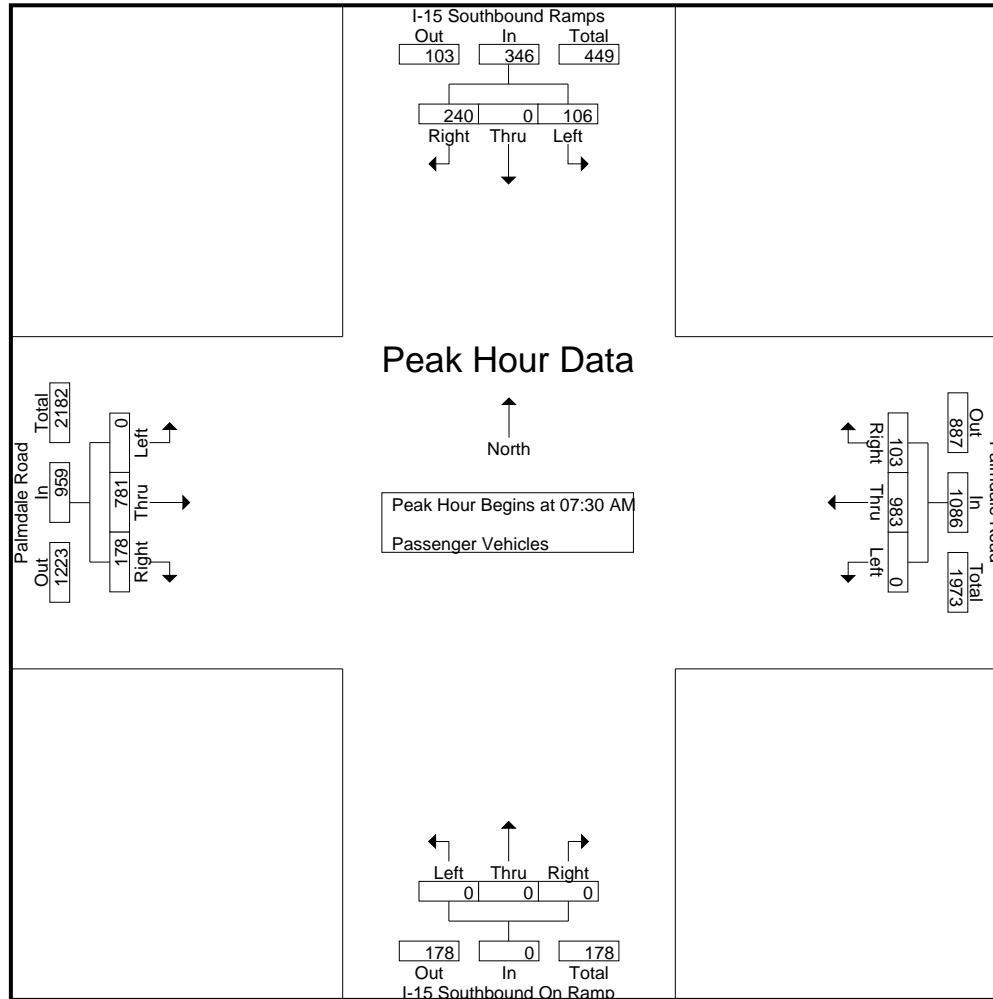 I-15 Southbound Ramps
Out In Total
103 346 449
240 0 106
Right Thru Left
Peak Hour Data
North
Peak Hour Begins at 07:30 AM
Passenger Vehicles
Palmdale Road
Total In Out
2182 959 1223
0 781 178
Left Thru Right
Out In Total
887 1086 1973
103 983 0
Right Thru Left
Left Thru Right
0 0 0
178 0 178
Out In Total
I-15 Southbound On Ramp